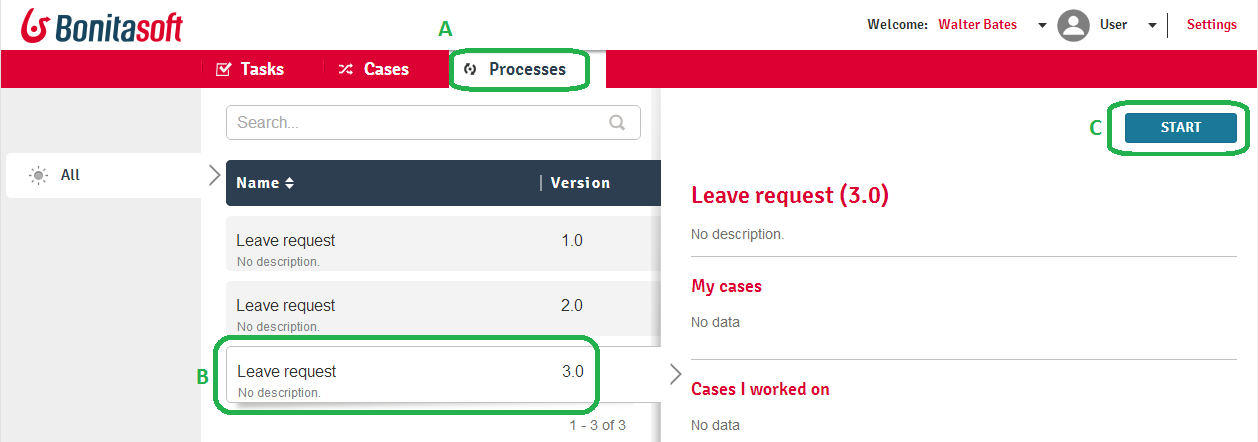 Bonitasoft
Welcome: Walter Bates User Settings
A
Tasks Cases Processes
Search...
C START
All
Name Version
Leave request (3.0)
Leave request 1.0
No description.
No description.
My cases
Leave request 2.0
No description.
No data
B Leave request 3.0
No description.
Cases I worked on
1 - 3 of 3
No data